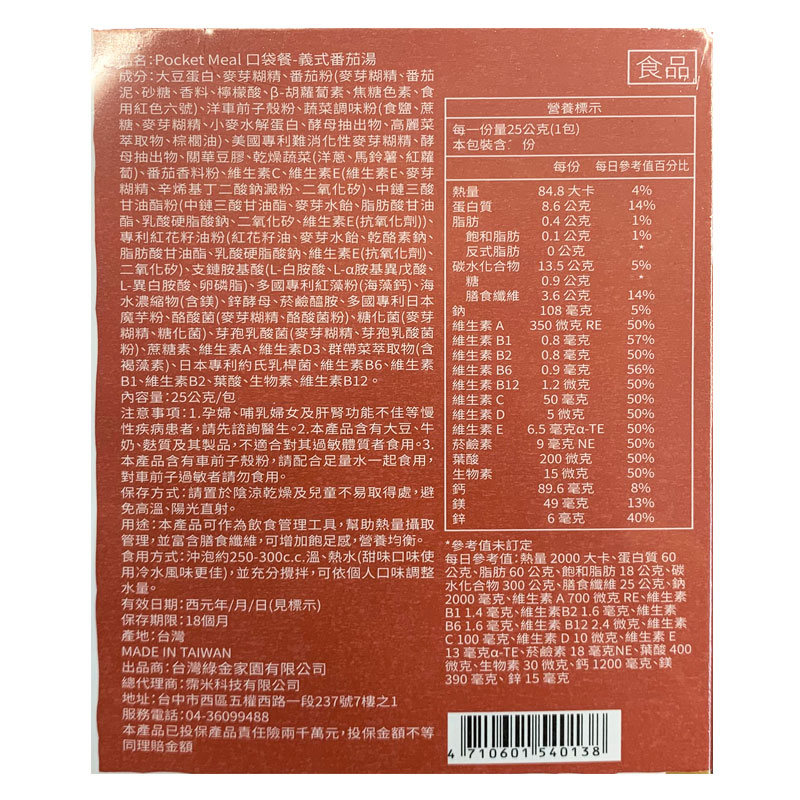 品名:Pocket Meal 口袋餐-義式番茄湯
成分:大豆蛋白、麥芽糊精、番茄粉(麥芽糊精、番茄
泥、砂糖、香料、檸檬酸、β-胡蘿蔔素、焦糖色素、食
用紅色六號)、洋車前子殼粉、蔬菜調味粉(食鹽、蔗
糖、麥芽糊精、小麥水解蛋白、酵母抽出物、高麗菜
萃取物、棕櫚油)、美國專利難消化性麥芽糊精、酵
母抽出物、關華豆膠、乾燥蔬菜(洋蔥、馬鈴薯、紅蘿
蔔)、番茄香料粉、維生素C、維生素E(維生素E、麥芽
糊精、辛烯基丁二酸鈉澱粉、二氧化矽)、中鏈三酸
甘油酯粉(中鏈三酸甘油酯、麥芽水飴、脂肪酸甘油
酯、乳酸硬脂酸鈉、二氧化矽、維生素E(抗氧化劑))、
專利紅花籽油粉(紅花籽油、麥芽水飴、乾酪素鈉、
脂肪酸甘油酯、乳酸硬脂酸鈉、維生素E(抗氧化劑)、
二氧化矽)、支鏈胺基酸(L-白胺酸、L-α胺基異戊酸、
L-異白胺酸、卵磷脂)、多國專利紅藻粉(海藻鈣)、海
水濃縮物(含鎂)、鋅酵母、菸鹼醯胺、多國專利日本
魔芋粉、酪酸菌(麥芽糊精、酪酸菌粉)、糖化菌(麥芽
糊精、糖化菌)、芽孢乳酸菌(麥芽糊精、芽孢乳酸菌
粉)、蔗糖素、維生素A、維生素D3、群帶菜萃取物(含
褐藻素)、日本專利約氏乳桿菌、維生素B6、維生素
B1、維生素B2、葉酸、生物素、維生素B12。
內容量:25公克/包
注意事項:1.孕婦、哺乳婦女及肝腎功能不佳等慢
性疾病患者,請先諮詢醫生。2.本產品含有大豆、牛
奶、麩質及其製品,不適合對其過敏體質者食用。3.
本產品含有車前子殼粉,請配合足量水一起食用,
對車前子過敏者請勿食用。
保存方式:請置於陰涼乾燥及兒童不易取得處,避
免高溫、陽光直射。
用途:本產品可作為飲食管理工具,幫助熱量攝取
管理,並富含膳食纖維,可增加飽足感,營養均衡。
食用方式:沖泡約250-300c.c.溫、熱水(甜味口味使
用冷水風味更佳),並充分攪拌,可依個人口味調整
水量。
有效日期:西元年/月/日(見標示)
保存期限:18個月
產地:台灣
MADE IN TAIWAN
出品商:台灣綠金家園有限公司
總代理商:霈米科技有限公司
地址:台中市西區五權西路一段237號7樓之1
服務電話:04-36099488
本產品已投保產品責任險兩千萬元,投保金額不等
同理賠金額
食品
營養標示
每一份量25公克(1包)
本包裝含 份
每份 每日參考值百分比
熱量 84.8 大卡 4%
蛋白質 8.6 公克 14%
脂肪 0.4 公克 1%
飽和脂肪 0.1 公克 1%
反式脂肪 0 公克 *
碳水化合物 13.5 公克 5%
糖 0.9 公克 *
膳食纖維 3.6 公克 14%
鈉 108 毫克 5%
維生素 A 350 微克 RE 50%
維生素 B1 0.8 毫克 57%
維生素 B2 0.8 毫克 50%
維生素 B6 0.9 毫克 56%
維生素 B12 1.2 微克 50%
維生素 C 50 毫克 50%
維生素 D 5 微克 50%
維生素 E 6.5 毫克α-TE 50%
菸鹼素 9 毫克 NE 50%
葉酸 200 微克 50%
生物素 15 微克 50%
鈣 89.6 毫克 8%
鎂 49 毫克 13%
鋅 6 毫克 40%
*參考值未訂定
每日參考值:熱量 2000 大卡、蛋白質 60
公克、脂肪 60 公克、飽和脂肪 18 公克、碳
水化合物 300 公克、膳食纖維 25 公克、鈉
2000 毫克、維生素 A 700 微克 RE、維生素
B1 1.4 毫克、維生素B2 1.6 毫克、維生素
B6 1.6 毫克、維生素 B12 2.4 微克、維生素
C 100 毫克、維生素 D 10 微克、維生素 E
13 毫克α-TE、菸鹼素 18 毫克NE、葉酸 400
微克、生物素 30 微克、鈣 1200 毫克、鎂
390 毫克、鋅 15 毫克
4 710601 540138